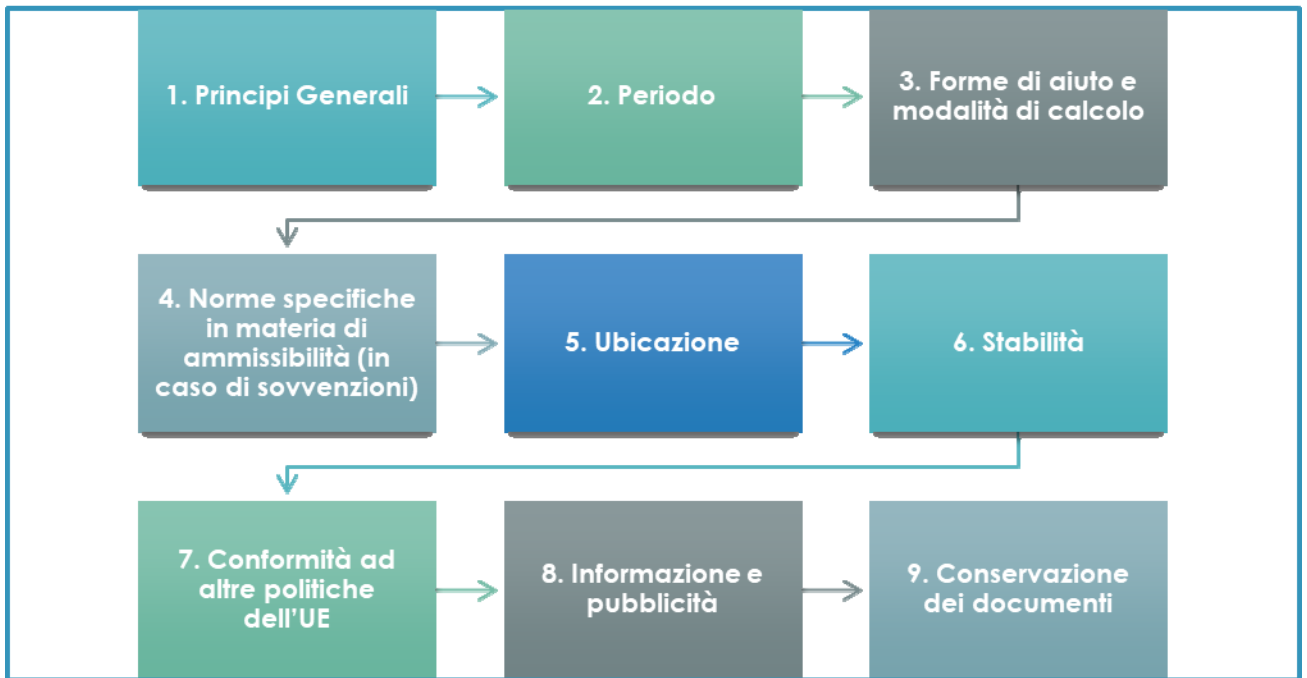 1. Principi Generali
2. Periodo
3. Forme di aiuto e
modalità di calcolo
4. Norme specifiche
in materia di
ammissibilità (in
caso di sovvenzioni)
5. Ubicazione
6. Stabilità
7. Conformità ad
altre politiche
dell'UE
8. Informazione e
pubblicità
9. Conservazione
dei documenti